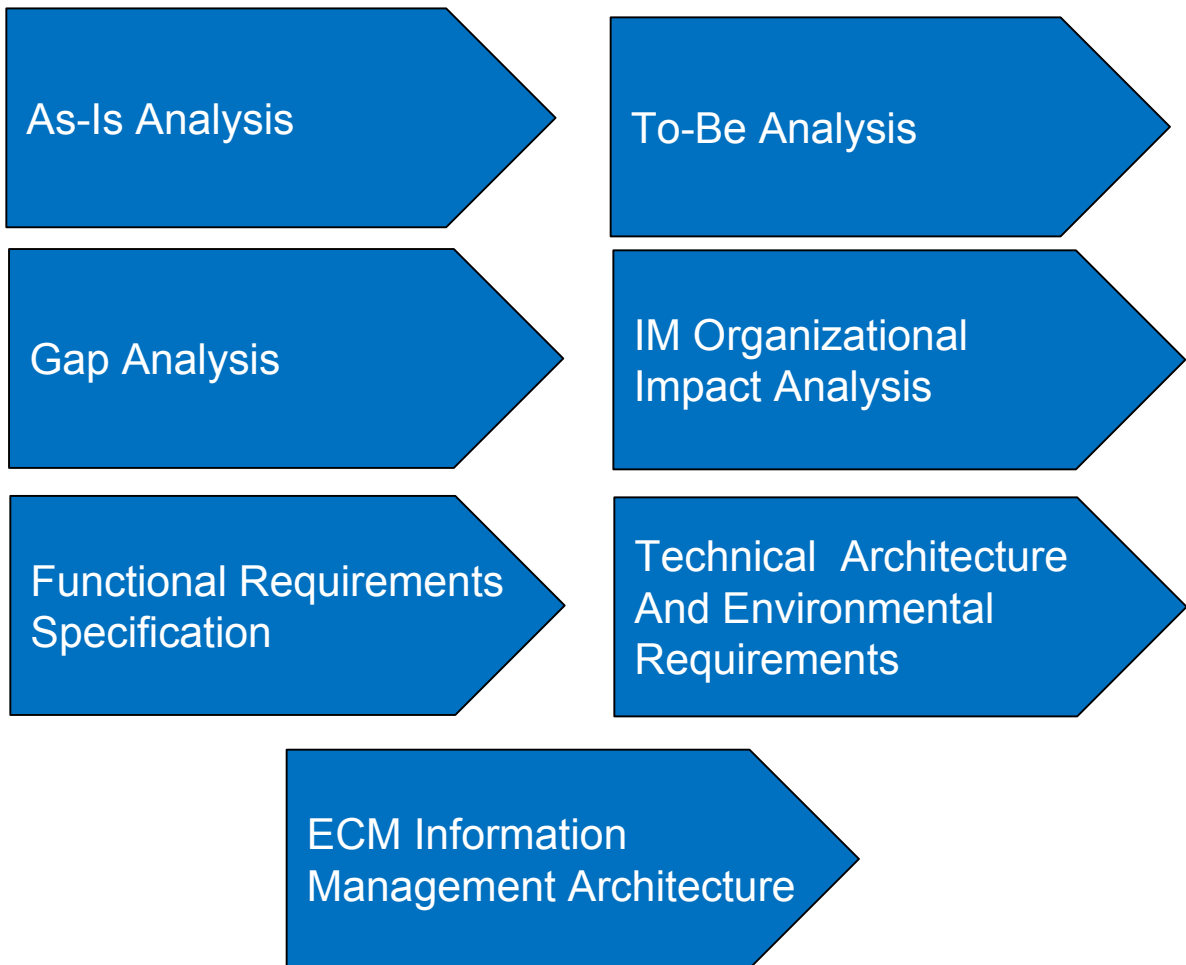 As-Is Analysis
To-Be Analysis
Gap Analysis
IM Organizational
Impact Analysis
Functional Requirements
Specification
Technical  Architecture
And Environmental
Requirements
ECM Information
Management Architecture